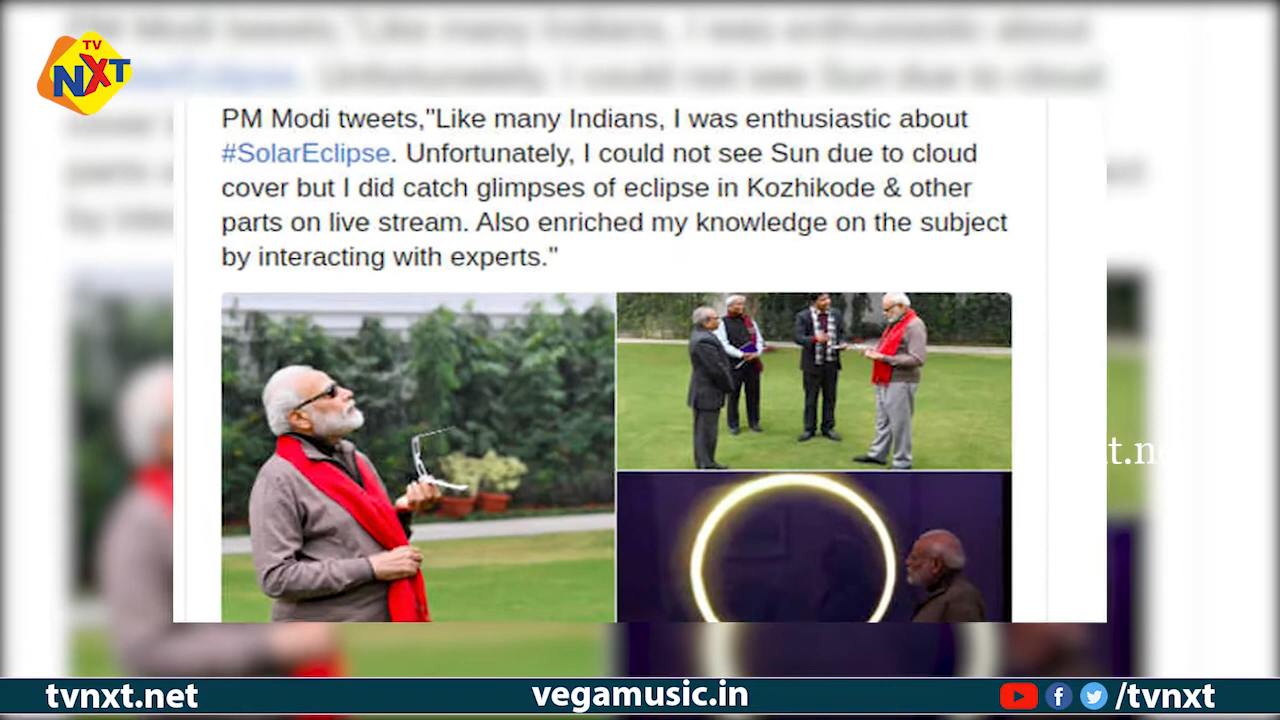 TV
NXT
PM Modi tweets,"Like many Indians, I was enthusiastic about
#SolarEclipse. Unfortunately, I could not see Sun due to cloud
cover but I did catch glimpses of eclipse in Kozhikode & other
parts on live stream. Also enriched my knowledge on the subject
by interacting with experts."
t.ne
tvnxt.net
vegamusic.in
/tvnxt